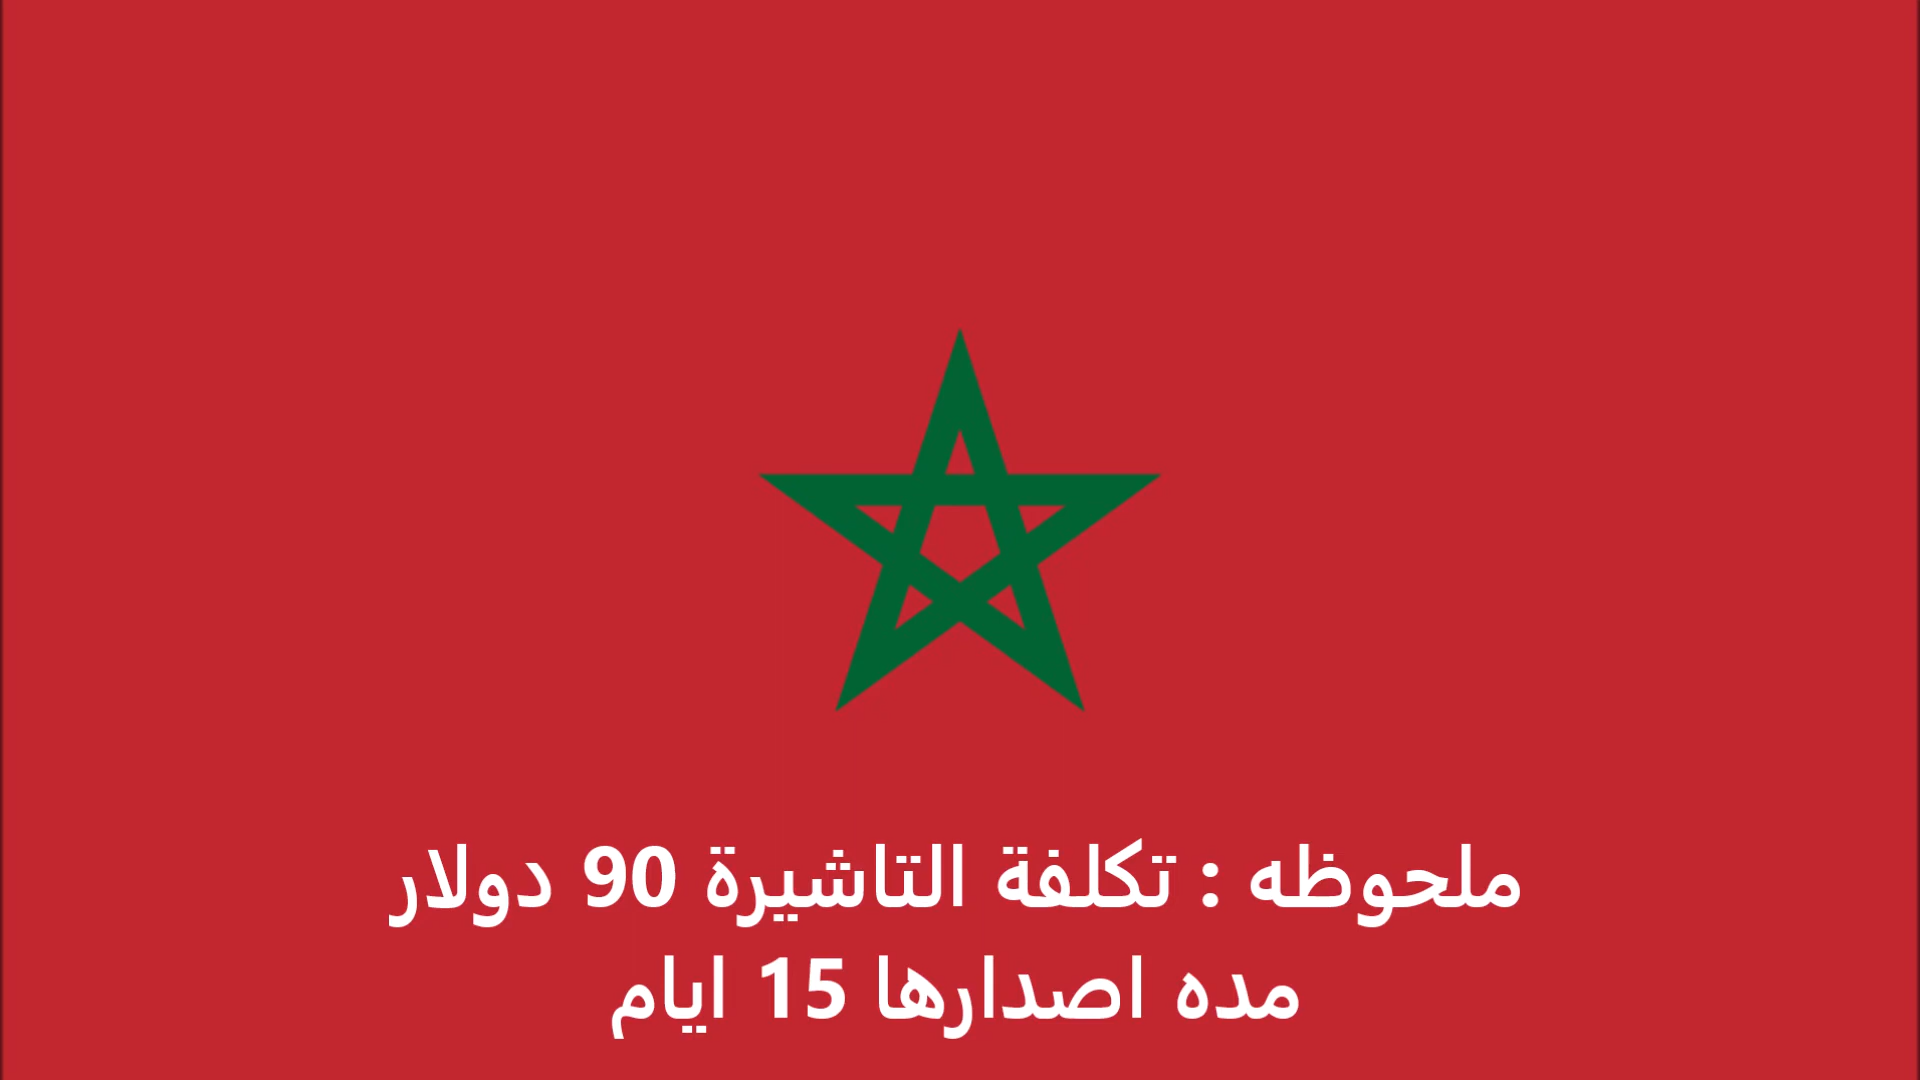 ملحوظه : تكلفة التاشيرة 90 دولار
مده اصدارها 15 ايام